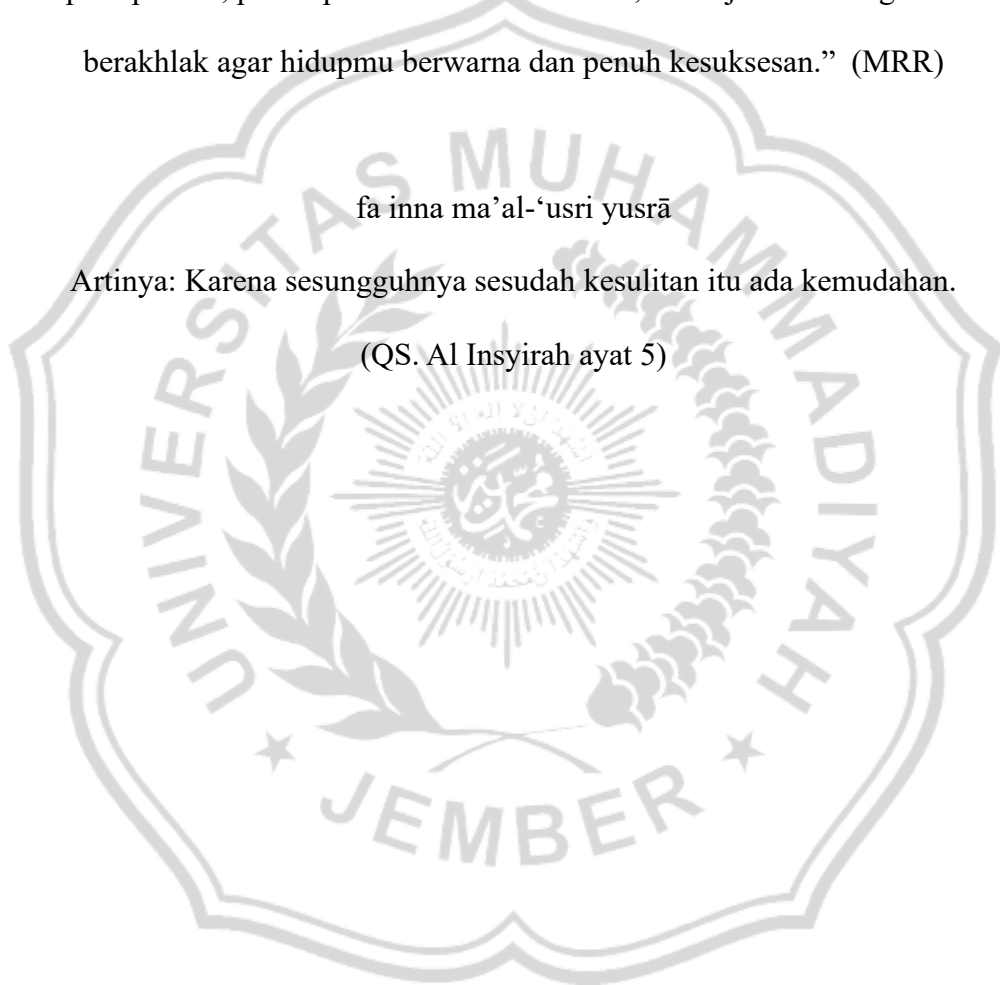 berakhlak agar hidupmu berwarna dan penuh kesuksesan.” (MRR)
fa inna ma’al-‘usri yusrā
Artinya: Karena sesungguhnya sesudah kesulitan itu ada kemudahan.
(QS. Al Insyirah ayat 5)
UNIVERSITAS MUHAMMADIYAH
JEMBER